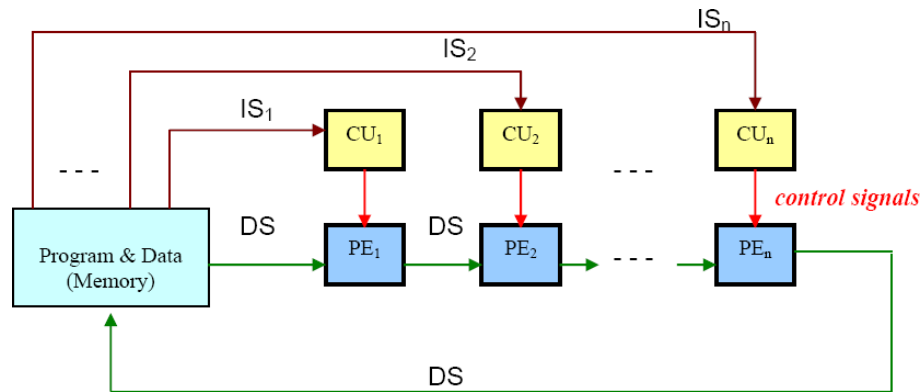 ISₙ
IS₂
IS₁
CU₁
CU₂
CUₙ
- - -
- - -
control signals
DS
DS
Program & Data
(Memory)
PE₁
PE₂
- - -
PEₙ
DS